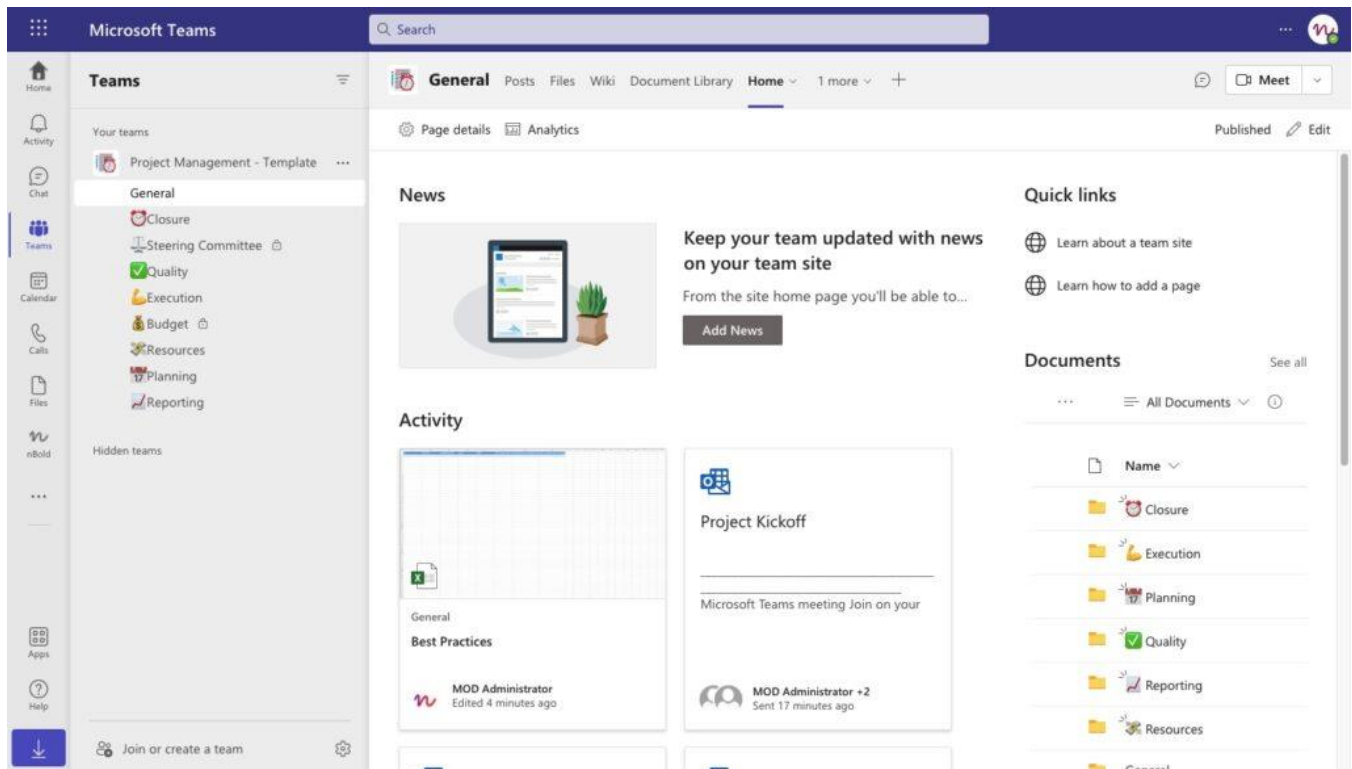 Microsoft Teams
Search
Home
Activity
Chat
Teams
Calendar
Calls
Files
nBold
Apps
Help
Teams
Your teams
Project Management - Template
General
Closure
Steering Committee
Quality
Execution
Budget
Resources
Planning
Reporting
Hidden teams
Join or create a team
General Posts Files Wiki Document Library Home 1 more
Meet
Page details Analytics
Published Edit
News
Keep your team updated with news
on your team site
From the site home page you'll be able to...
Add News
Activity
General
Best Practices
MOD Administrator
Edited 4 minutes ago
Project Kickoff
Microsoft Teams meeting Join on your
MOD Administrator +2
Sent 17 minutes ago
Quick links
Learn about a team site
Learn how to add a page
Documents
See all
All Documents
Name
Closure
Execution
Planning
Quality
Reporting
Resources
General